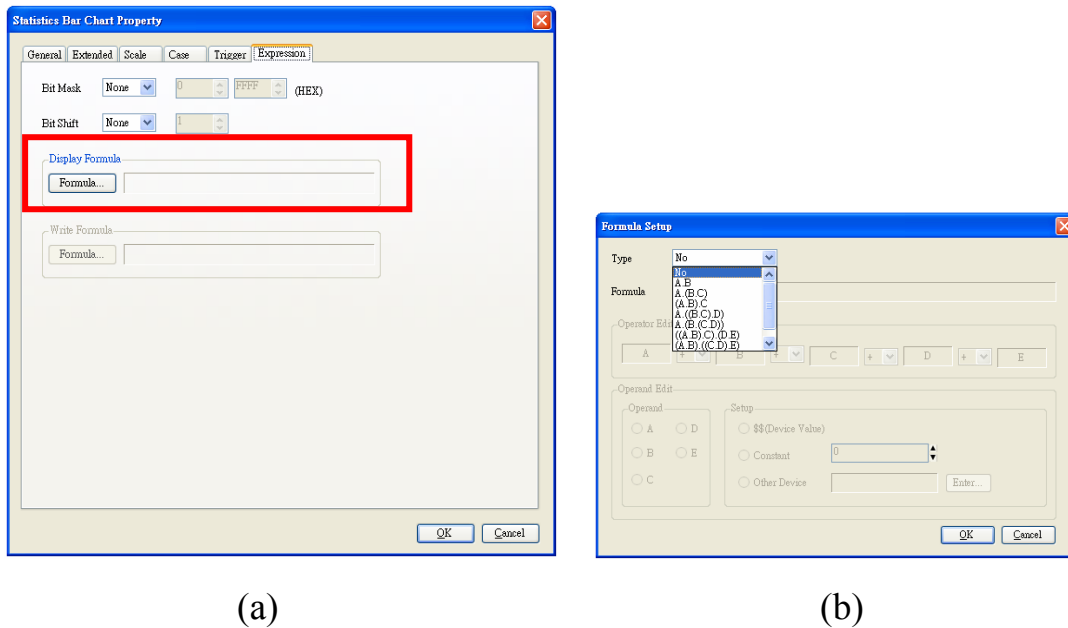 Statistics Bar Chart Property
General Extended Scale Case Trigger Expression
Bit Mask None 0 FFFF (HEX)
Bit Shift None 1
Display Formula
Formula...
Write Formula
Formula...
OK Cancel
(a)
Formula Setup
Type No
No
A.B
A.(B.C)
(A.B).C
A.((B.C).D)
A.(B.(C.D))
((A.B).C).(D.E)
(A.B).((C.D).E)
Formula
Operator Edi
A + B + C + D + E
Operand Edit
Operand
A D
B E
C
Setup
$$(Device Value)
Constant 0
Other Device Enter...
OK Cancel
(b)